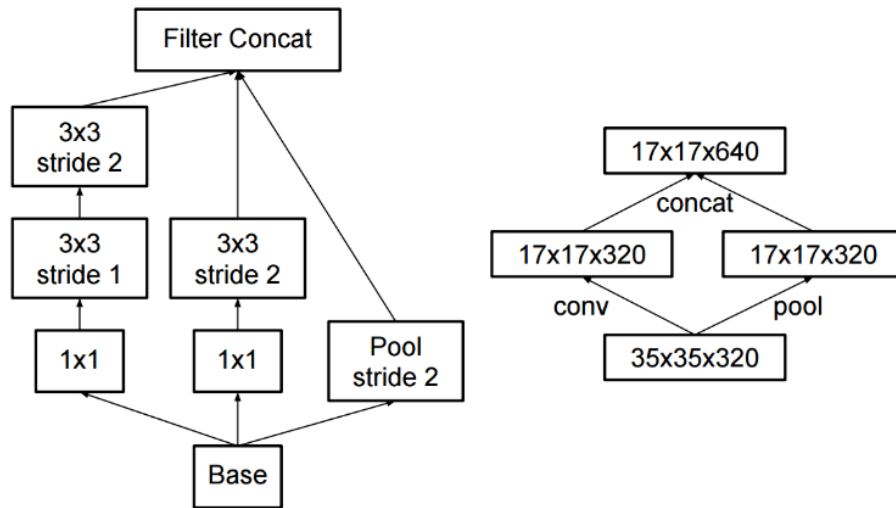 Filter Concat
3x3
stride 2
3x3
stride 1
3x3
stride 2
1x1
1x1
Pool
stride 2
Base
17x17x640
concat
17x17x320
17x17x320
conv
pool
35x35x320